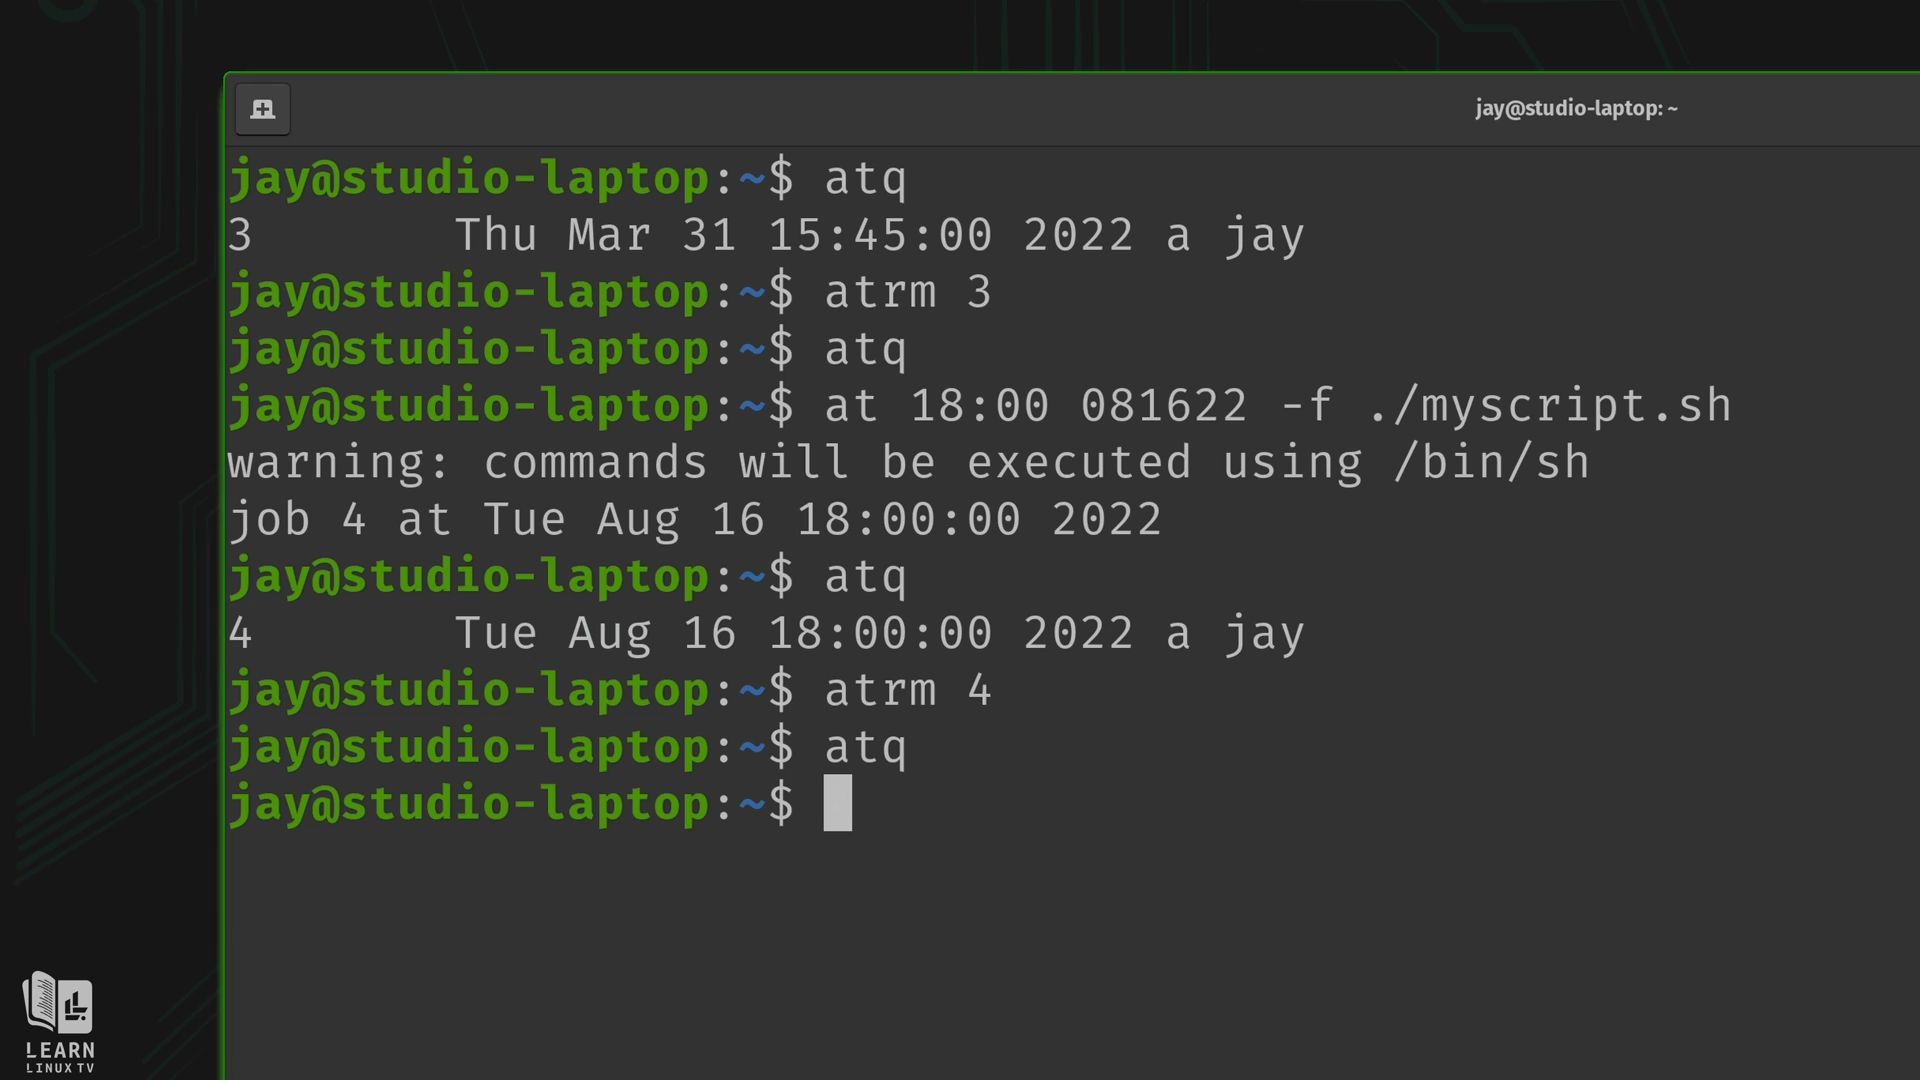 jay@studio-laptop: ~
jay@studio-laptop:~$ atq
3        Thu Mar 31 15:45:00 2022 a jay
jay@studio-laptop:~$ atrm 3
jay@studio-laptop:~$ atq
jay@studio-laptop:~$ at 18:00 081622 -f ./myscript.sh
warning: commands will be executed using /bin/sh
job 4 at Tue Aug 16 18:00:00 2022
jay@studio-laptop:~$ atq
4        Tue Aug 16 18:00:00 2022 a jay
jay@studio-laptop:~$ atrm 4
jay@studio-laptop:~$ atq
jay@studio-laptop:~$
LEARN
LINUX TV